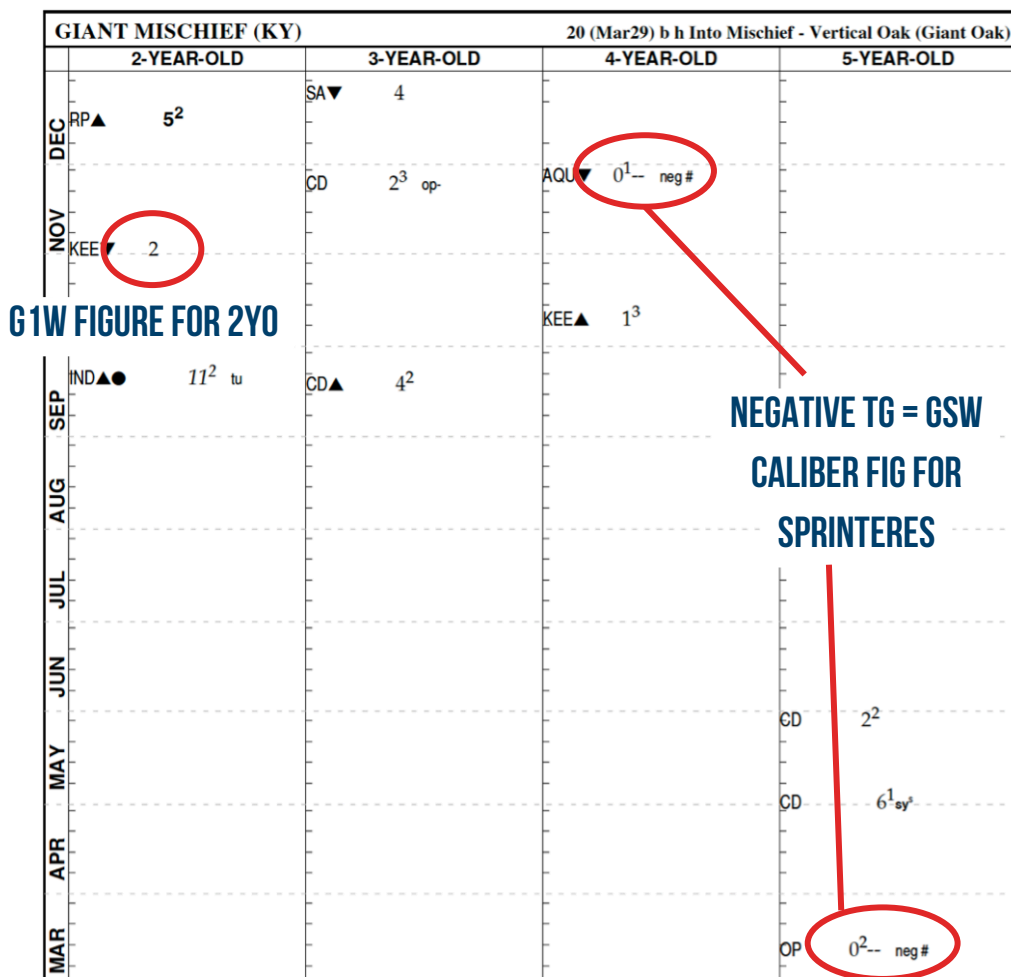 GIANT MISCHIEF (KY) 20 (Mar29) b h Into Mischief - Vertical Oak (Giant Oak)
2-YEAR-OLD 3-YEAR-OLD 4-YEAR-OLD 5-YEAR-OLD
SA▼ 4
DEC RP▲ 5²
AQU▼ 0¹-- neg #
CD 2³ op-
NOV KEE▼ 2
G1W FIGURE FOR 2YO
KEE▲ 1³
IND▲● 11² tu CD▲ 4²
SEP
NEGATIVE TG = GSW
CALIBER FIG FOR
SPRINTERES
AUG
JUL
JUN
CD 2²
MAY
CD 6¹ syˢ
APR
MAR OP 0²-- neg #